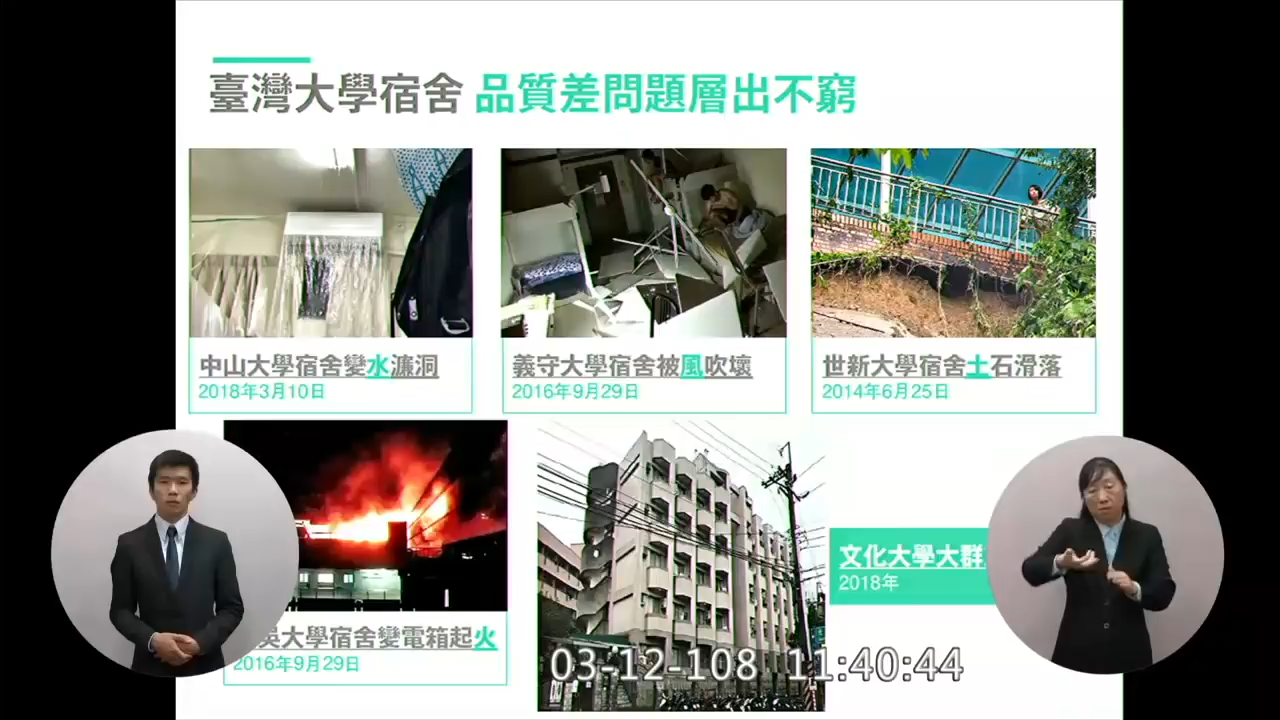 臺灣大學宿舍 品質差問題層出不窮
中山大學宿舍變水濂洞
2018年3月10日
義守大學宿舍被風吹壞
2016年9月29日
世新大學宿舍土石滑落
2014年6月25日
吳大學宿舍變電箱起火
2016年9月29日
文化大學大群
2018年
03-12-108 11:40:44